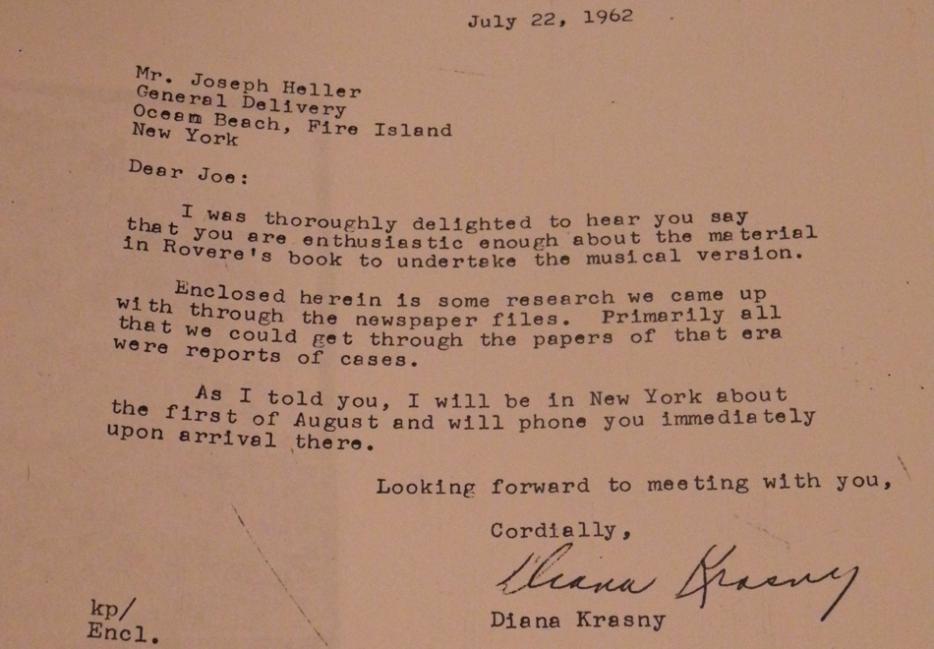 July 22, 1962
Mr. Joseph Heller
General Delivery
Oceam Beach, Fire Island
New York
Dear Joe:
I was thoroughly delighted to hear you say
that you are enthusiastic enough about the material
in Rovere's book to undertake the musical version.
Enclosed herein is some research we came up
with through the newspaper files. Primarily all
that we could get through the papers of that era
were reports of cases.
As I told you, I will be in New York about
the first of August and will phone you immediately
upon arrival there.
Looking forward to meeting with you,
Cordially,
Diana Krasny
Diana Krasny
kp/
Encl.